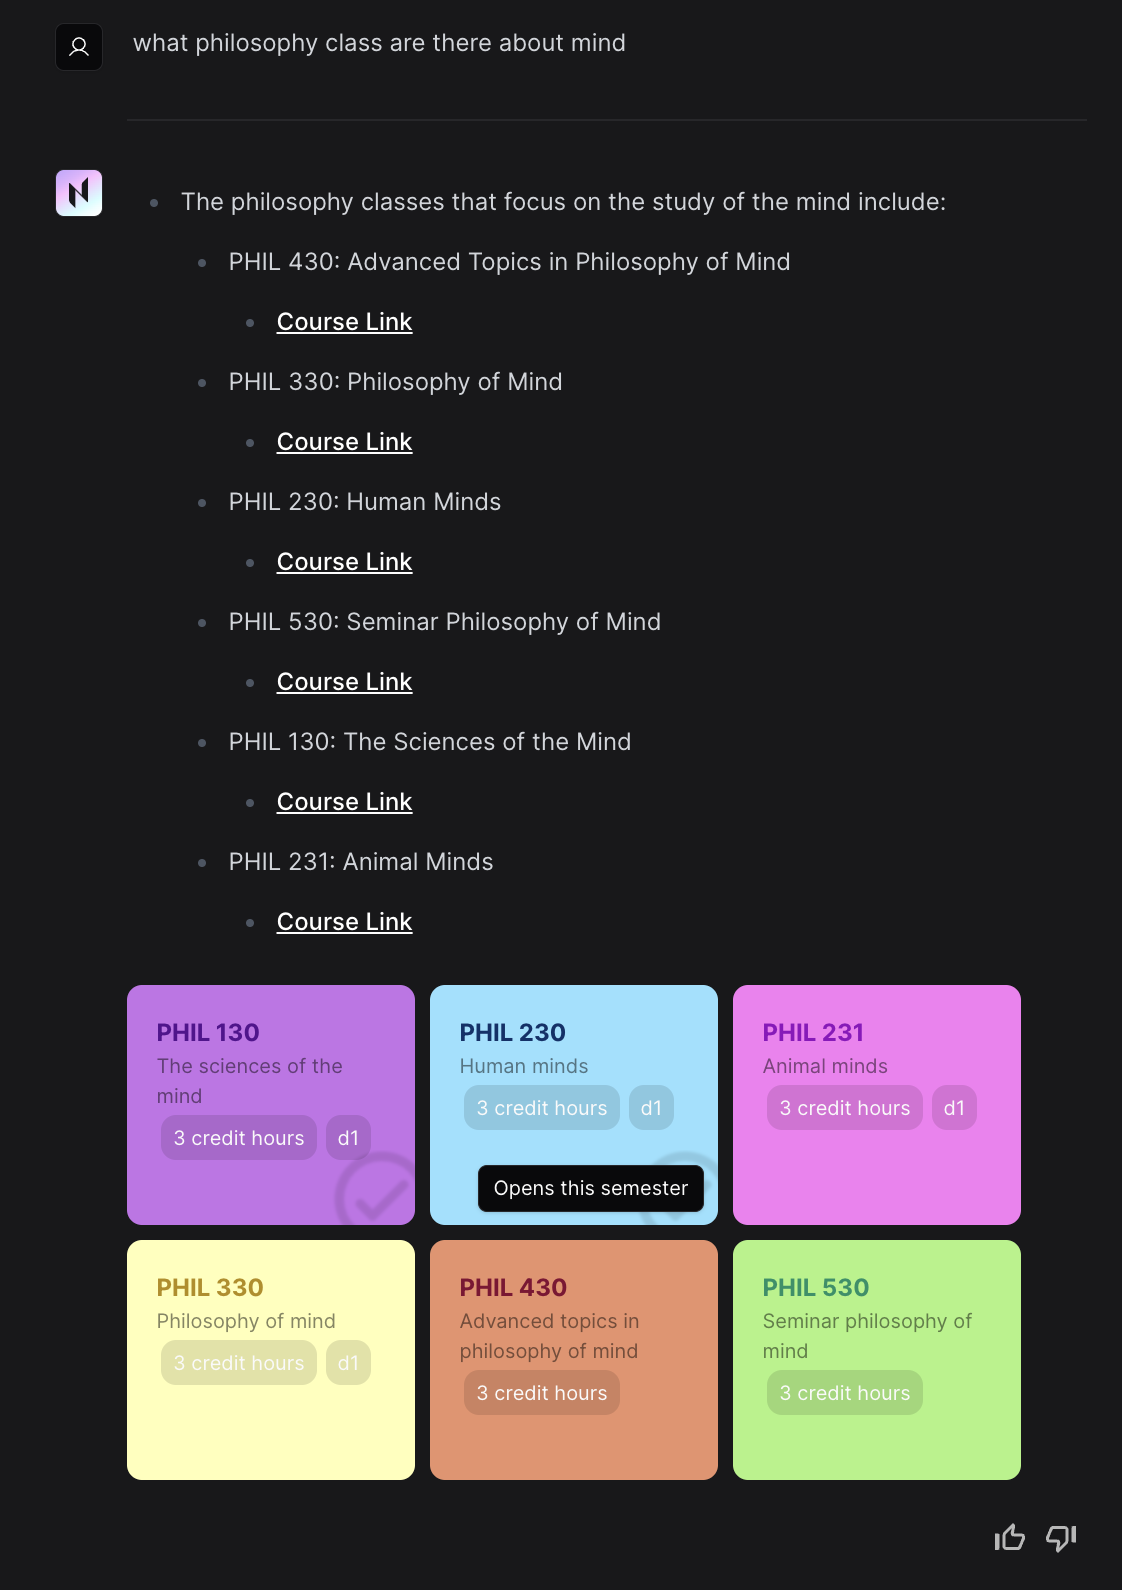 what philosophy class are there about mind
The philosophy classes that focus on the study of the mind include:
PHIL 430: Advanced Topics in Philosophy of Mind
Course Link
PHIL 330: Philosophy of Mind
Course Link
PHIL 230: Human Minds
Course Link
PHIL 530: Seminar Philosophy of Mind
Course Link
PHIL 130: The Sciences of the Mind
Course Link
PHIL 231: Animal Minds
Course Link
PHIL 130
The sciences of the
mind
3 credit hours d1
PHIL 230
Human minds
3 credit hours d1
Opens this semester
PHIL 231
Animal minds
3 credit hours d1
PHIL 330
Philosophy of mind
3 credit hours d1
PHIL 430
Advanced topics in
philosophy of mind
3 credit hours
PHIL 530
Seminar philosophy of
mind
3 credit hours